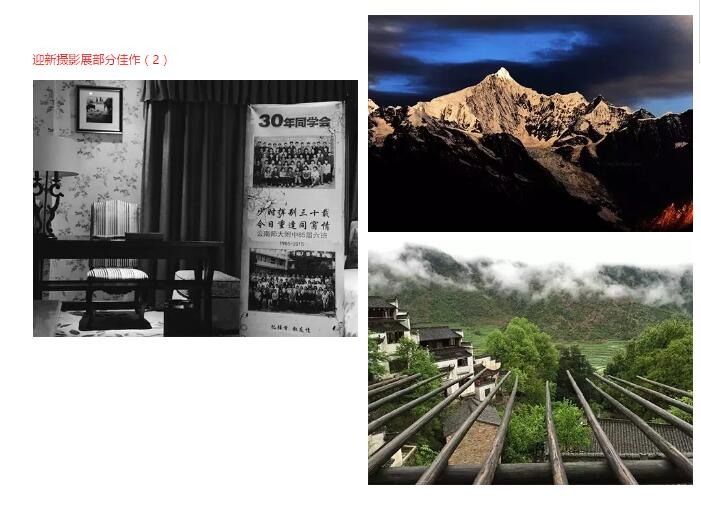 迎新摄影展部分佳作（2）
30年同学会
少时挥别三十载
今日重逢同窗情
云南师大附中85届六班
1985-2015